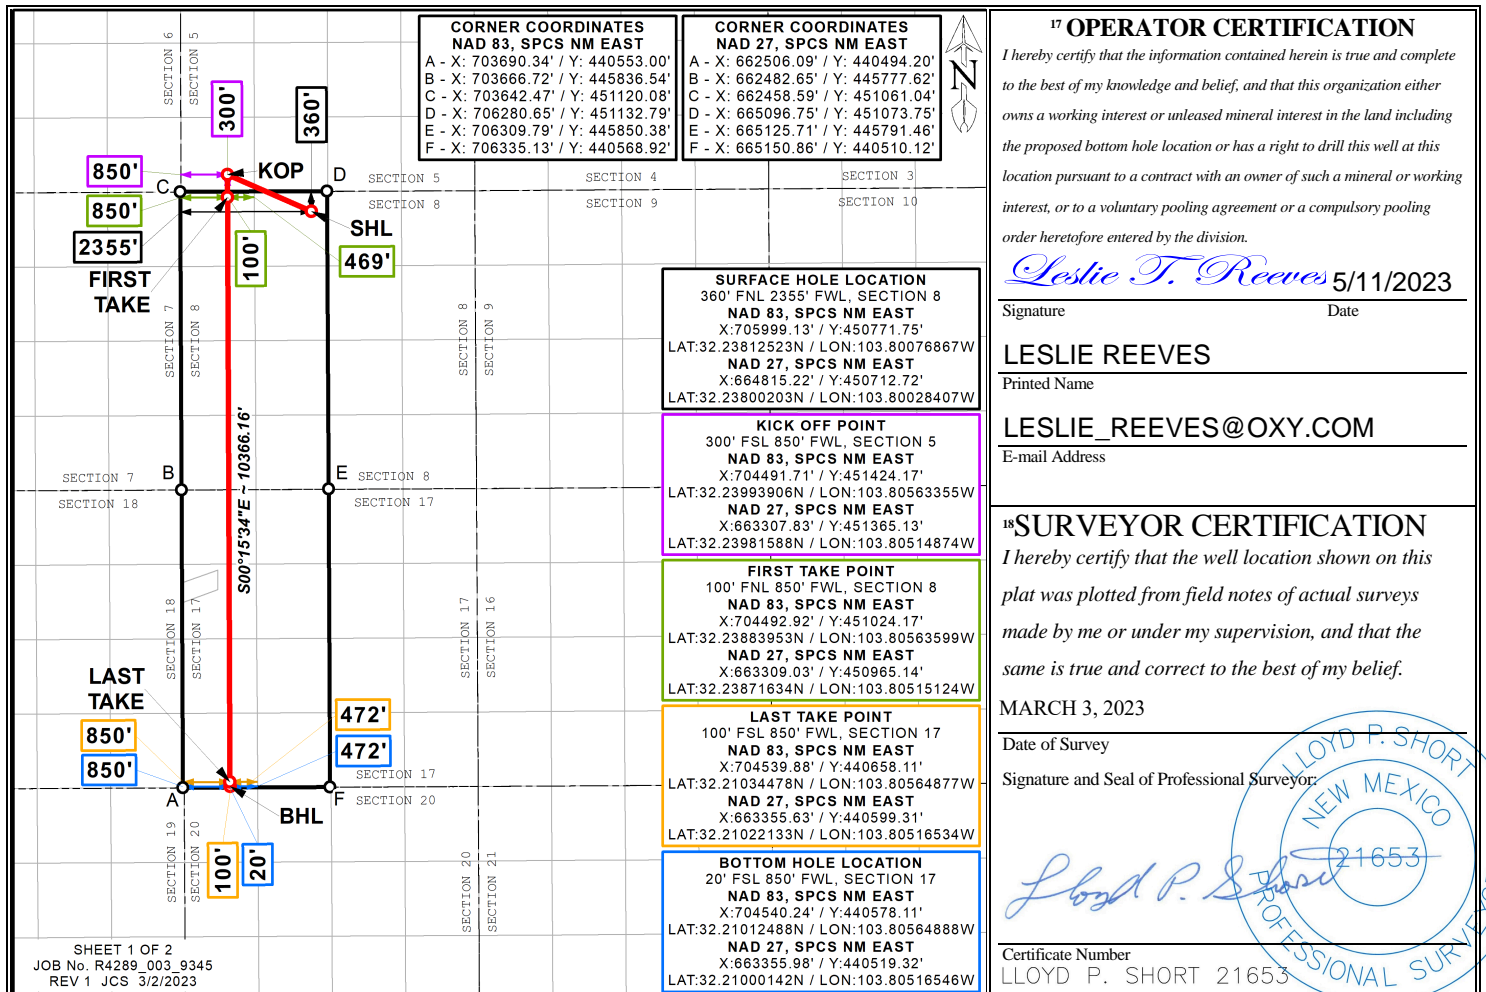 SECTION 6
SECTION 5
300'
360'
850'
KOP
C
D
SECTION 5
SECTION 4
SECTION 3
850'
SECTION 8
SECTION 9
SECTION 10
2355'
SHL
100'
469'
FIRST
TAKE
SECTION 7
SECTION 8
SECTION 8
SECTION 9
S00°15'34"E ~ 10366.16'
SECTION 7
B
E
SECTION 8
SECTION 18
SECTION 17
SECTION 18
SECTION 17
SECTION 17
SECTION 16
LAST
TAKE
472'
850'
472'
850'
SECTION 17
A
F
SECTION 20
BHL
SECTION 19
SECTION 20
100'
20'
SECTION 20
SECTION 21
SHEET 1 OF 2
JOB No. R4289_003_9345
REV 1 JCS 3/2/2023
CORNER COORDINATES
NAD 83, SPCS NM EAST
A - X: 703690.34' / Y: 440553.00'
B - X: 703666.72' / Y: 445836.54'
C - X: 703642.47' / Y: 451120.08'
D - X: 706280.65' / Y: 451132.79'
E - X: 706309.79' / Y: 445850.38'
F - X: 706335.13' / Y: 440568.92'
CORNER COORDINATES
NAD 27, SPCS NM EAST
A - X: 662506.09' / Y: 440494.20'
B - X: 662482.65' / Y: 445777.62'
C - X: 662458.59' / Y: 451061.04'
D - X: 665096.75' / Y: 451073.75'
E - X: 665125.71' / Y: 445791.46'
F - X: 665150.86' / Y: 440510.12'
N
SURFACE HOLE LOCATION
360' FNL 2355' FWL, SECTION 8
NAD 83, SPCS NM EAST
X:705999.13' / Y:450771.75'
LAT:32.23812523N / LON:103.80076867W
NAD 27, SPCS NM EAST
X:664815.22' / Y:450712.72'
LAT:32.23800203N / LON:103.80028407W
KICK OFF POINT
300' FSL 850' FWL, SECTION 5
NAD 83, SPCS NM EAST
X:704491.71' / Y:451424.17'
LAT:32.23993906N / LON:103.80563355W
NAD 27, SPCS NM EAST
X:663307.83' / Y:451365.13'
LAT:32.23981588N / LON:103.80514874W
FIRST TAKE POINT
100' FNL 850' FWL, SECTION 8
NAD 83, SPCS NM EAST
X:704492.92' / Y:451024.17'
LAT:32.23883953N / LON:103.80563599W
NAD 27, SPCS NM EAST
X:663309.03' / Y:450965.14'
LAT:32.23871634N / LON:103.80515124W
LAST TAKE POINT
100' FSL 850' FWL, SECTION 17
NAD 83, SPCS NM EAST
X:704539.88' / Y:440658.11'
LAT:32.21034478N / LON:103.80564877W
NAD 27, SPCS NM EAST
X:663355.63' / Y:440599.31'
LAT:32.21022133N / LON:103.80516534W
BOTTOM HOLE LOCATION
20' FSL 850' FWL, SECTION 17
NAD 83, SPCS NM EAST
X:704540.24' / Y:440578.11'
LAT:32.21012488N / LON:103.80564888W
NAD 27, SPCS NM EAST
X:663355.98' / Y:440519.32'
LAT:32.21000142N / LON:103.80516546W
17 OPERATOR CERTIFICATION
I hereby certify that the information contained herein is true and complete
to the best of my knowledge and belief, and that this organization either
owns a working interest or unleased mineral interest in the land including
the proposed bottom hole location or has a right to drill this well at this
location pursuant to a contract with an owner of such a mineral or working
interest, or to a voluntary pooling agreement or a compulsory pooling
order heretofore entered by the division.
Leslie T. Reeves 5/11/2023
Signature Date
LESLIE REEVES
Printed Name
LESLIE_REEVES@OXY.COM
E-mail Address
18SURVEYOR CERTIFICATION
I hereby certify that the well location shown on this
plat was plotted from field notes of actual surveys
made by me or under my supervision, and that the
same is true and correct to the best of my belief.
MARCH 3, 2023
Date of Survey
Signature and Seal of Professional Surveyor:
LLOYD P. SHORT
NEW MEXICO
21653
PROFESSIONAL SURVEY
Lloyd P. Short
Certificate Number
LLOYD P. SHORT 21653